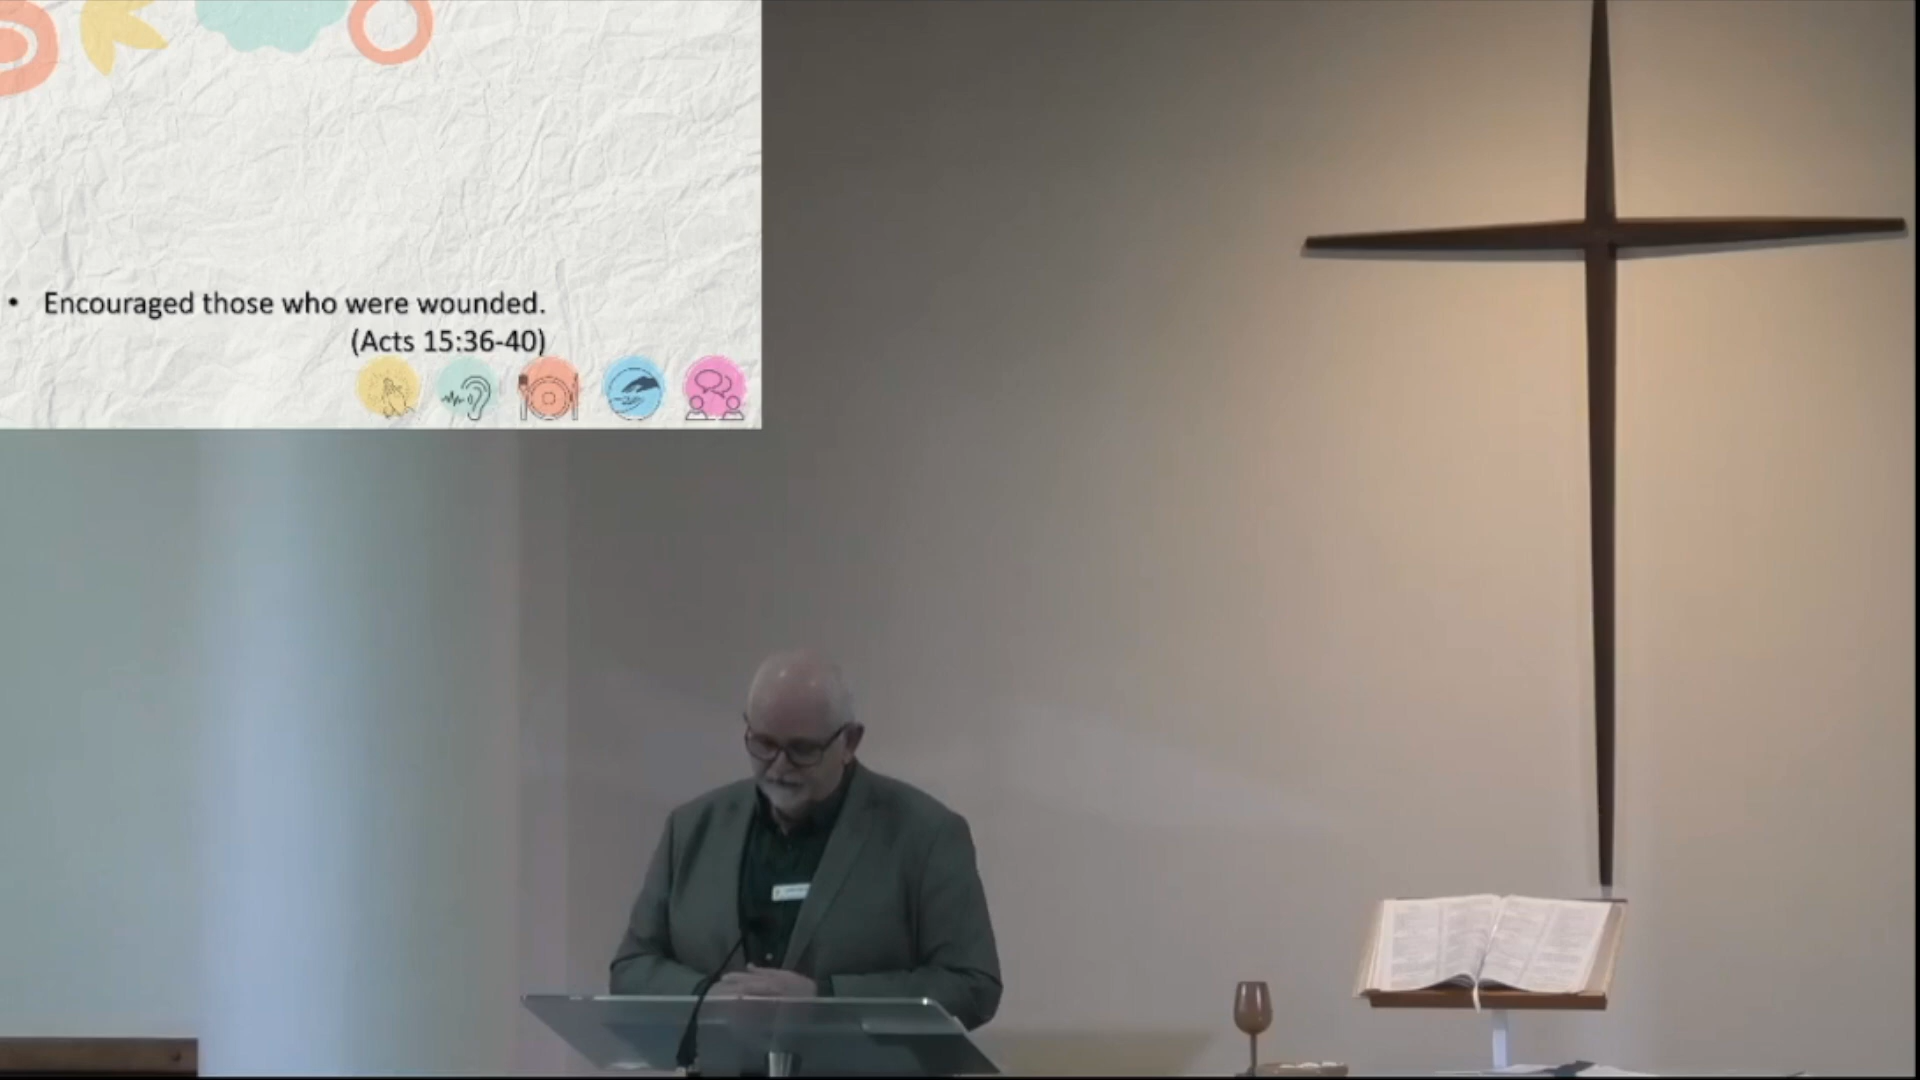 • Encouraged those who were wounded.
(Acts 15:36-40)